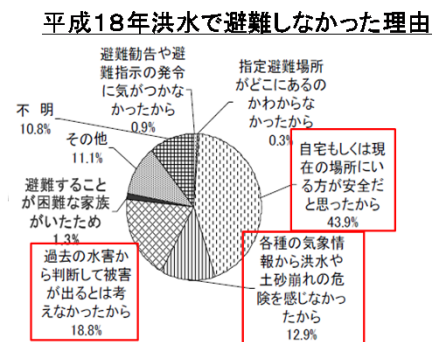 平成１８年洪水で避難しなかった理由
避難勧告や避
難指示の発令
に気がつかな
かったから
0.9%
指定避難場所
がどこにあるの
かわからな
かったから
0.3%
自宅もしくは現
在の場所にい
る方が安全だ
と思ったから
43.9%
各種の気象情
報から洪水や
土砂崩れの危
険を感じなかっ
たから
12.9%
過去の水害か
ら判断して被害
が出るとは考
えなかったから
18.8%
避難すること
が困難な家族
がいたため
1.3%
その他
11.1%
不 明
10.8%